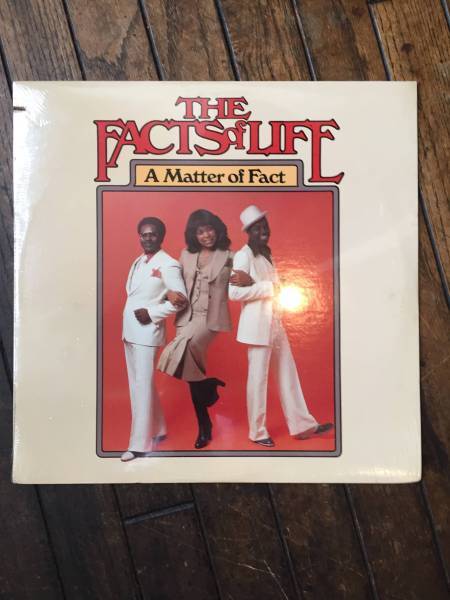 THE
FACTS of LIFE
A Matter of Fact